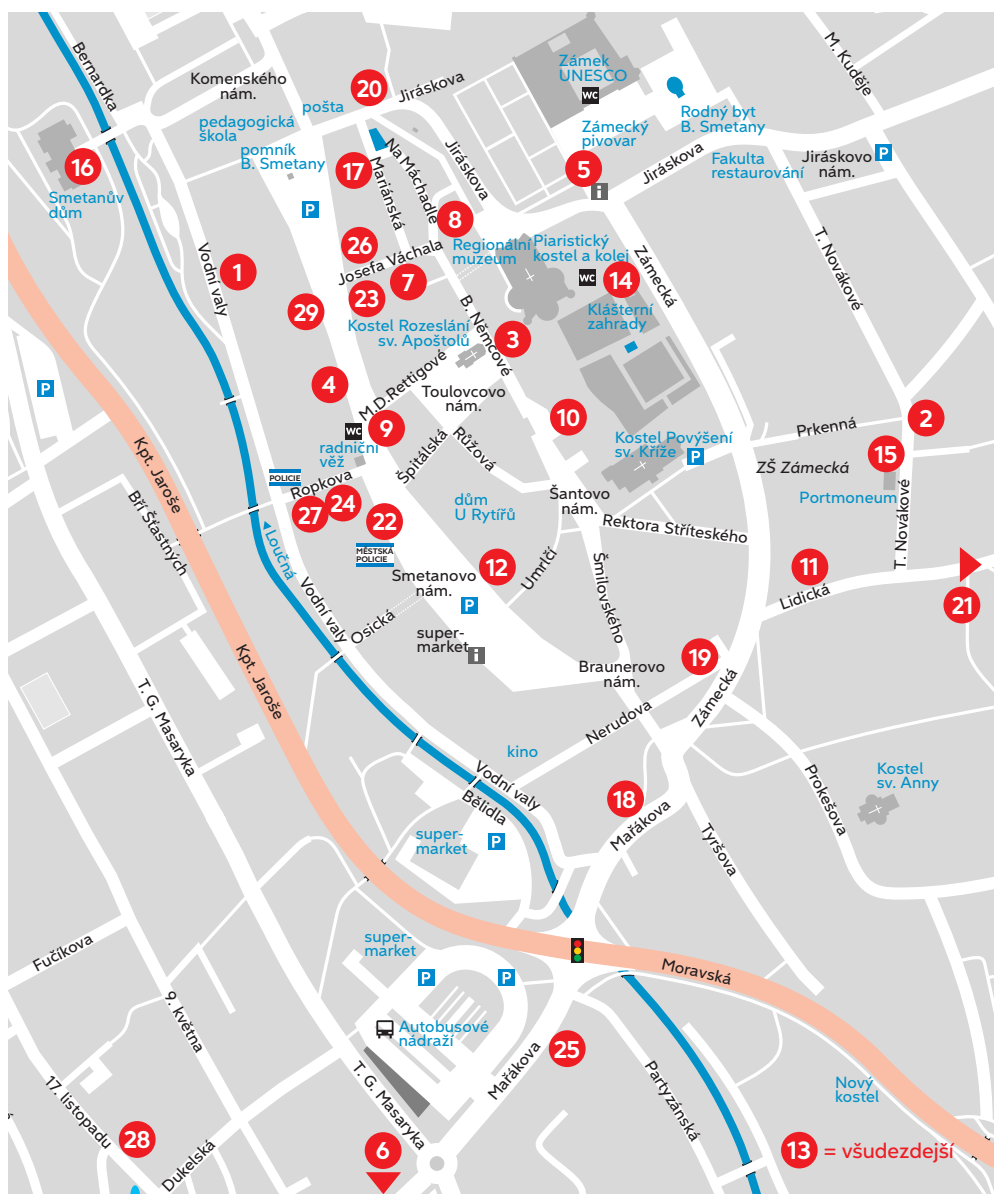 Bernardka
Komenského
nám.
20
Jiráskova
Zámek
UNESCO
WC
M. Kuděje
pošta
pedagogická
škola
pomník
B. Smetany
Rodný byt
B. Smetany
Zámecký
pivovar
16
Smetanův
dům
17
Na Máchadle
Jiráskova
Mariánská
5
i
Jiráskova
Fakulta
restaurování
Jiráskovo
nám.
P
P
8
Vodní valy
1
26
Josefa Váchala
7
23
Regionální
muzeum
Piaristický
kostel a kolej
WC
14
Zámecká
T. Novákové
Klášterní
zahrady
29
Kostel Rozeslání
sv. Apoštolů
B. Němcové
3
P
4
M.D.Rettigové
Toulovcovo
nám.
WC
9
radniční
věž
Špitálská
Růžová
10
Kostel Povýšení
sv. Kříže
P
Prkenná
2
15
ZŠ Zámecká
Portmoneum
T. Novákové
Kpt. Jaroše
Bří Šťastných
POLICIE
Ropkova
27
24
22
MĚSTSKÁ
POLICIE
dům
U Rytířů
Šantovo
nám.
Rektora Stříteského
Loučná
Vodní valy
Osická
Smetanovo
nám.
12
P
Umrlčí
Šmilovského
11
Lidická
21
super-
market
i
Braunerovo
nám.
19
Zámecká
Kpt. Jaroše
T. G. Masaryka
Nerudova
kino
Vodní valy
Bělidla
Prokešova
Kostel
sv. Anny
18
Mařákova
Tyršova
super-
market
P
Fučíkova
super-
market
P
P
Moravská
9. května
Autobusové
nádraží
T. G. Masaryka
Mařákova
25
Partyzánská
Nový
kostel
17. listopadu
28
Dukelská
6
13 = všudezdejší